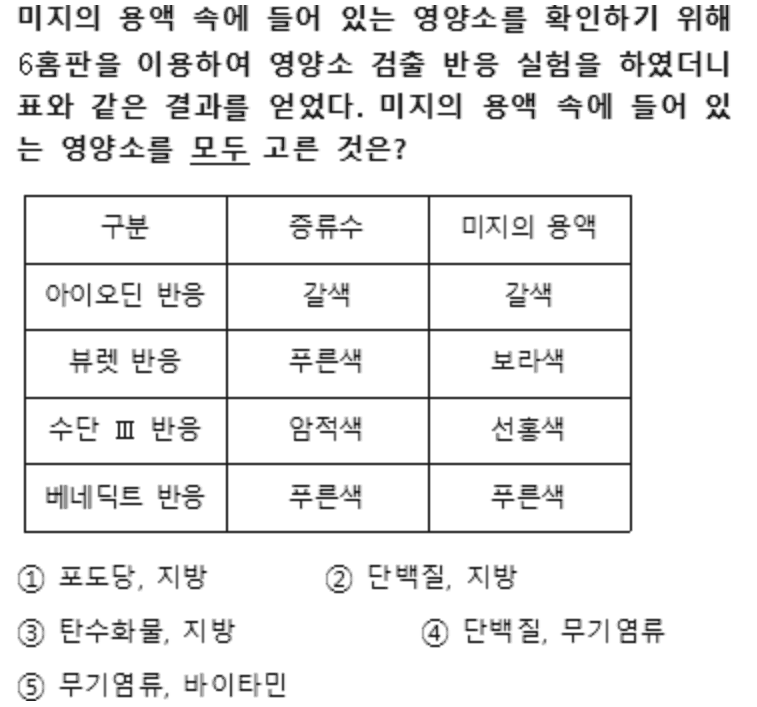 미지의 용액 속에 들어 있는 영양소를 확인하기 위해
6홈판을 이용하여 영양소 검출 반응 실험을 하였더니
표와 같은 결과를 얻었다. 미지의 용액 속에 들어 있
는 영양소를 모두 고른 것은?
구분 증류수 미지의 용액
아이오딘 반응 갈색 갈색
뷰렛 반응 푸른색 보라색
수단 Ⅲ 반응 암적색 선홍색
베네딕트 반응 푸른색 푸른색
① 포도당, 지방 ② 단백질, 지방
③ 탄수화물, 지방 ④ 단백질, 무기염류
⑤ 무기염류, 바이타민